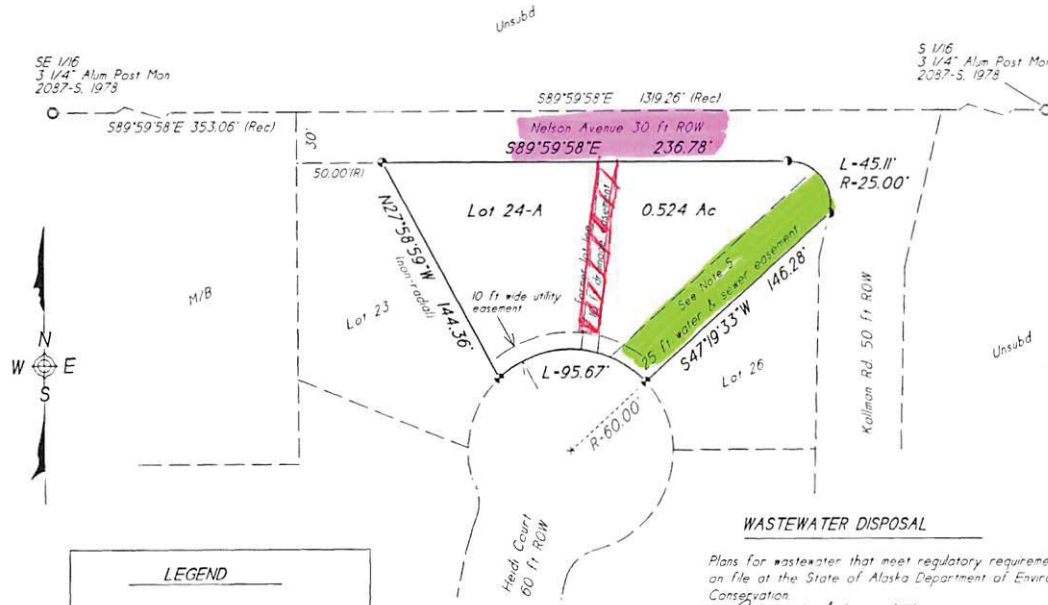 Unsubd
SE 1/16
3 1/4" Alum Post Mon
2087-S, 1978
S 1/16
3 1/4" Alum Post Mon
2087-S, 1978
S89°59'58"E 1319.26' (Rec)
S89°59'58"E 353.06' (Rec)
30'
Nelson Avenue 30 ft ROW
S89°59'58"E 236.78'
50.00'(R)
L=45.11'
R=25.00'
Lot 24-A
0.524 Ac
N27°58'59"W 144.36'
(non-radial)
former lot line
drainage easement
See Note 5
25 ft water & sewer easement
S47°19'33"W 146.28'
M/B
Lot 23
10 ft wide utility
easement
Lot 26
Kallman Rd. 50 ft ROW
Unsubd
N
W E
S
L=95.67'
R=60.00'
Heidi Court
60 ft ROW
WASTEWATER DISPOSAL
Plans for wastewater that meet regulatory requireme
on file at the State of Alaska Department of Enviro
Conservation.
LEGEND